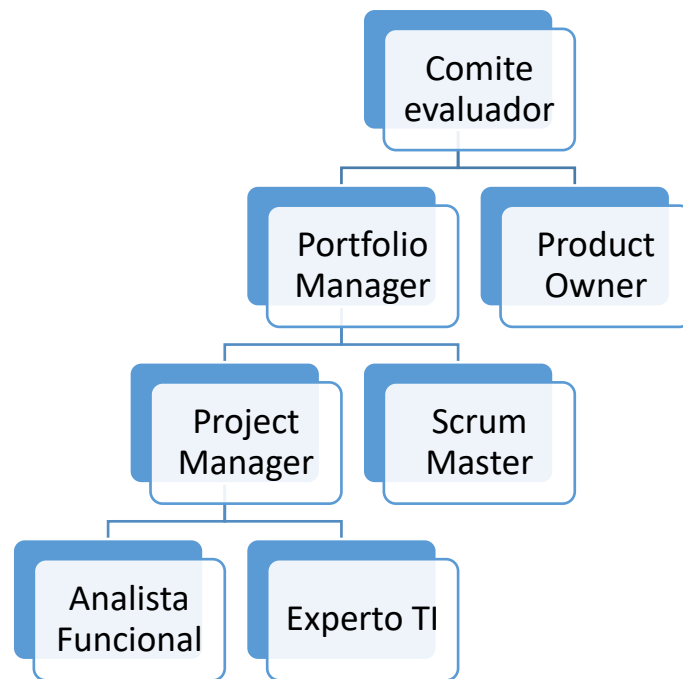 Comite
evaluador
Portfolio
Manager
Product
Owner
Project
Manager
Scrum
Master
Analista
Funcional
Experto TI